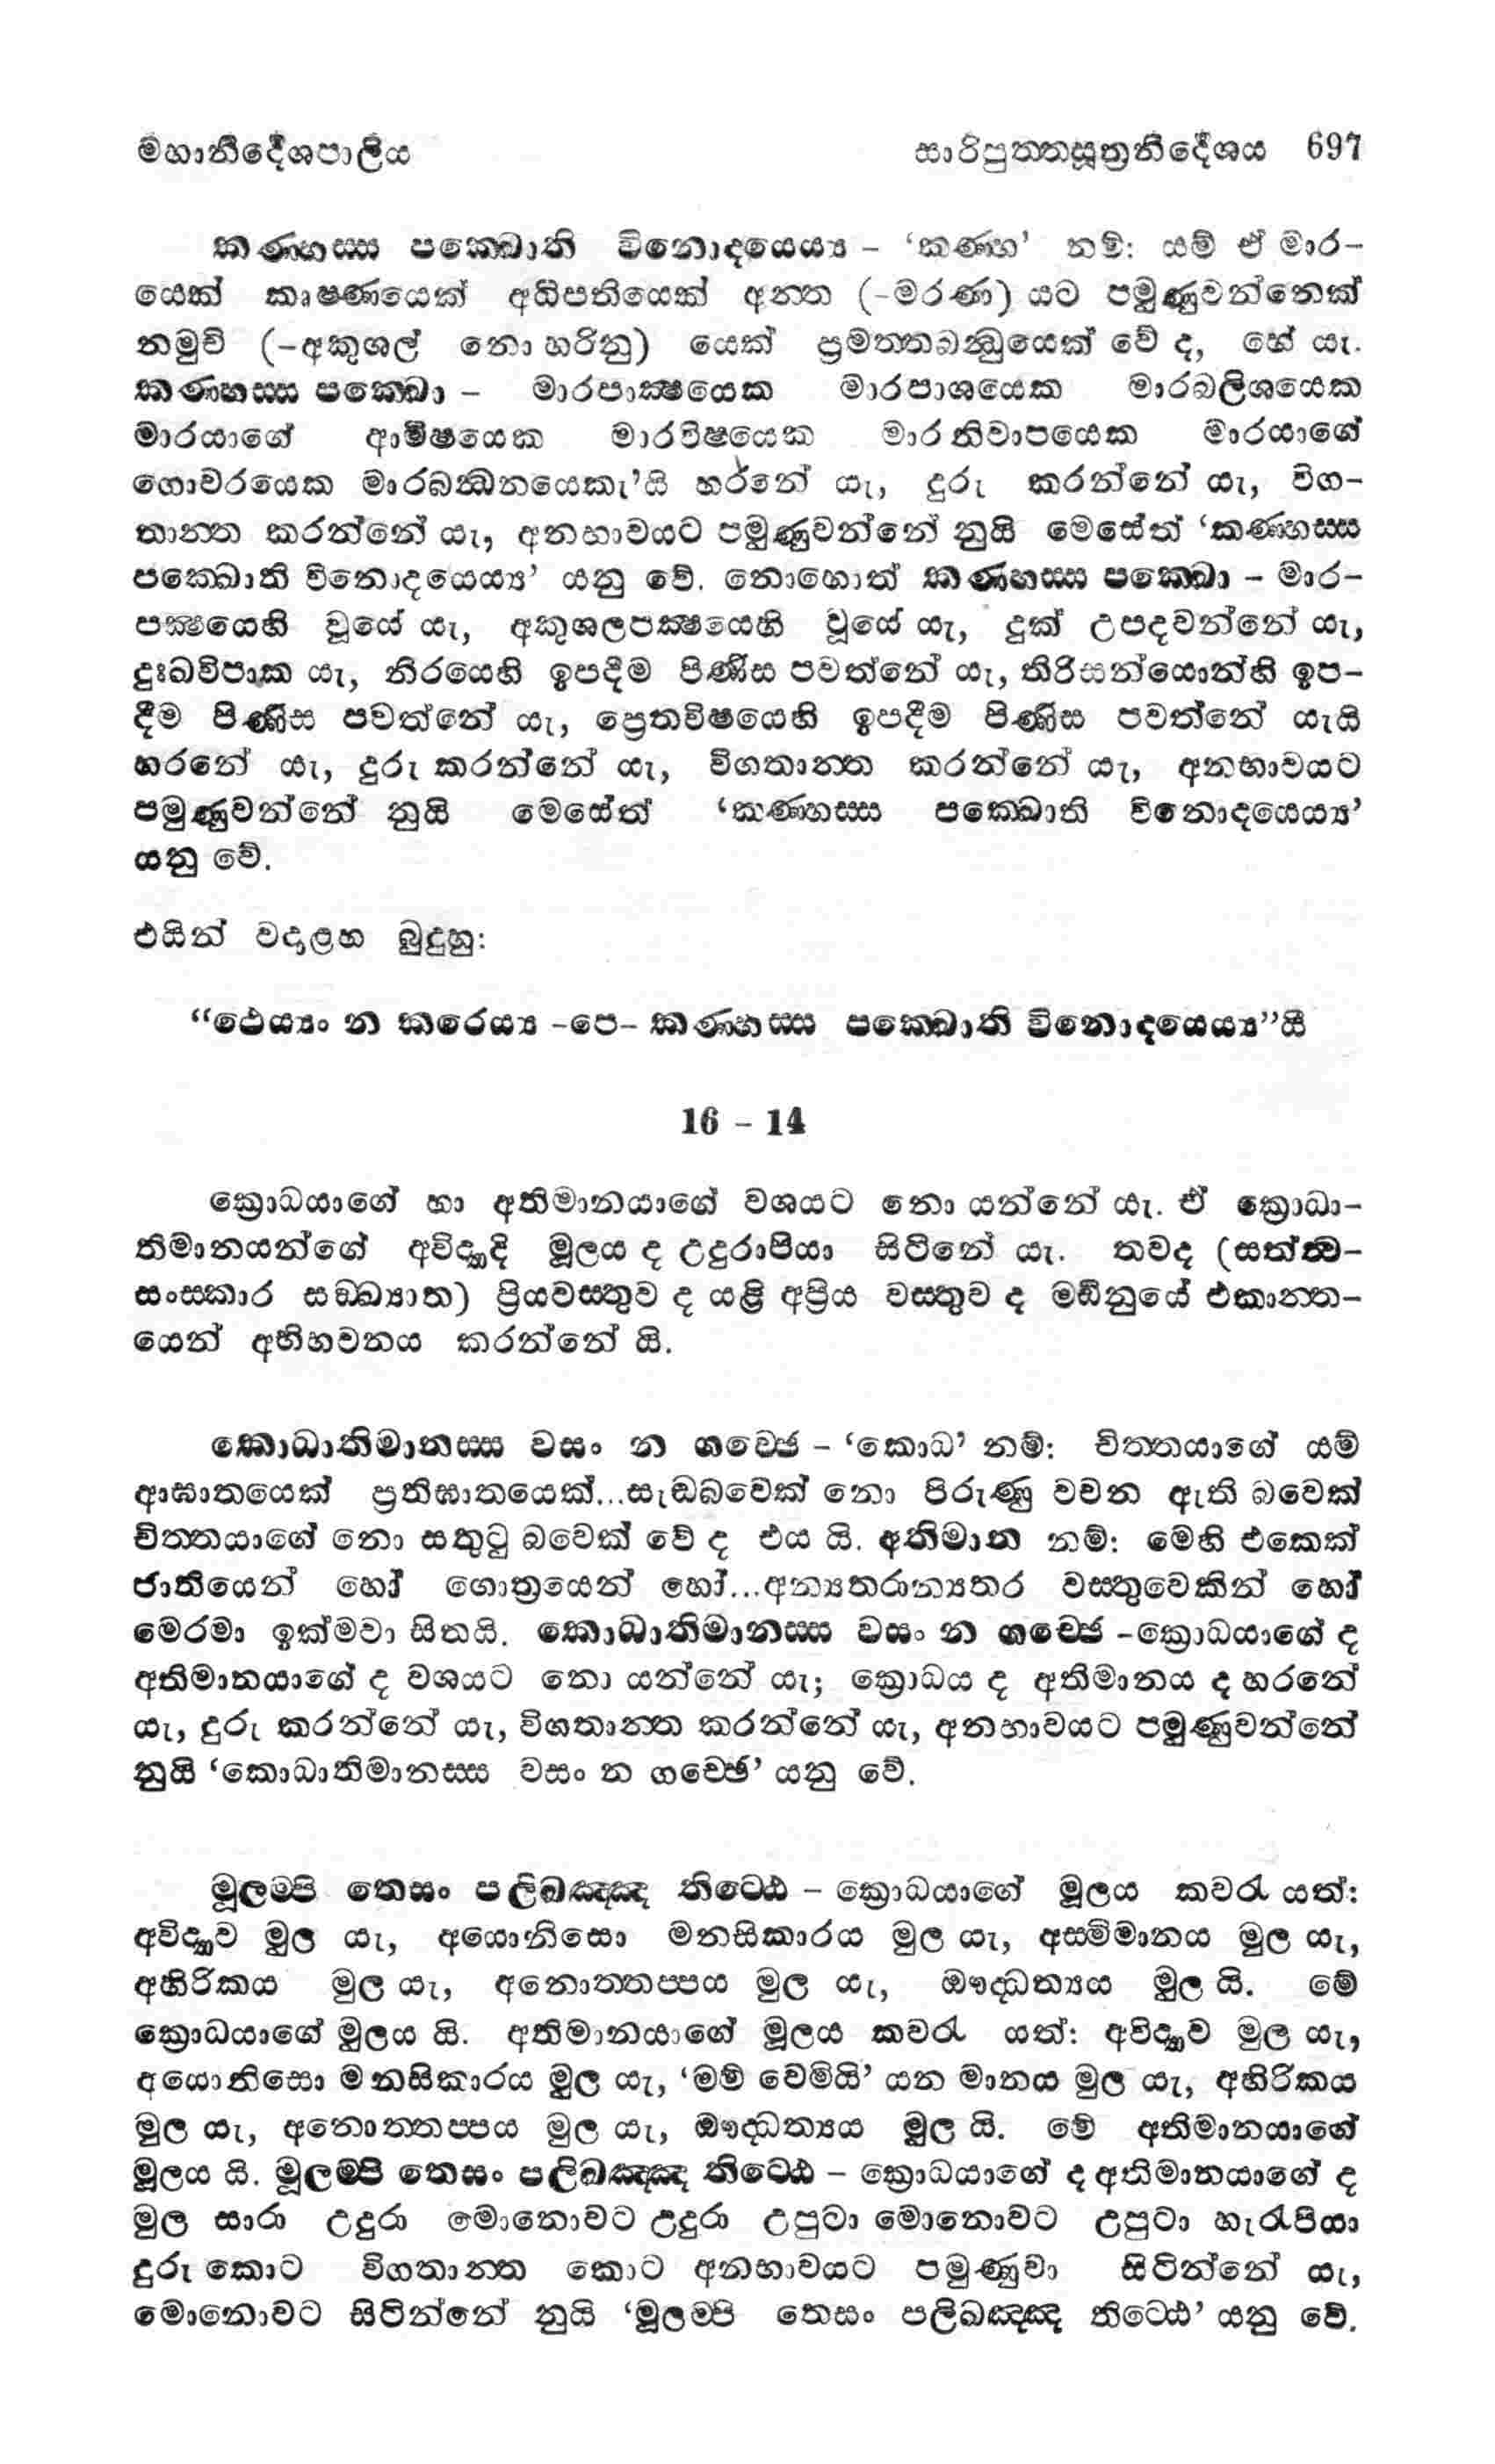 මහානිද්දේශපාලිය සාරිපුත්තසූත්‍රනිර්දේශය 697
කණ්හස්ස පක්ඛොති විනොදයෙය්‍ය – ‘කණ්හ’ නම්: යම් ඒ මාර-
යෙක් කෘෂ්ණයෙක් අධිපතියෙක් අන්ත (-මරණ) යට පමුණුවන්නෙක්
නමුචි (-අකුශල් නො හරිනු) යෙක් ප්‍රමත්තබන්ධුයෙක් වේ ද, හේ යැ.
කණ්හස්ස පක්ඛො – මාරපාක්ෂයෙක මාරපාශයෙක මාරබලිශයෙක
මාරයාගේ ආමිෂයෙක මාරවිෂයෙක මාරනිවාපයෙක මාරයාගේ
ගොචරයෙක මාරබන්ධනයෙකැ’යි හරනේ යැ, දුරු කරන්නේ යැ, විග-
තාන්ත කරන්නේ යැ, අනභාවයට පමුණුවන්නේ නුයි මෙසේත් ‘කණ්හස්ස
පක්ඛොති විනොදයෙය්‍ය’ යනු වේ. නොහොත් කණ්හස්ස පක්ඛො – මාර-
පක්ෂයෙහි වූයේ යැ, අකුශලපක්ෂයෙහි වූයේ යැ, දුක් උපදවන්නේ යැ,
දුඃඛවිපාක යැ, නිරයෙහි ඉපදීම පිණිස පවත්නේ යැ, තිරිසන්යොන්හි ඉප-
දීම පිණිස පවත්නේ යැ, ප්‍රෙතවිෂයෙහි ඉපදීම පිණිස පවත්නේ යැයි
හරනේ යැ, දුරු කරන්නේ යැ, විගතාන්ත කරන්නේ යැ, අනභාවයට
පමුණුවන්නේ නුයි මෙසේත් ‘කණ්හස්ස පක්ඛොති විනොදයෙය්‍ය’
යනු වේ.
එයින් වදාළහ බුදුහු:
“ථෙය්‍යං න කරෙය්‍ය -පෙ- කණ්හස්ස පක්ඛොති විනොදයෙය්‍ය”යි
16 – 14
ක්‍රොධයාගේ හා අතිමානයාගේ වශයට නො යන්නේ යැ. ඒ ක්‍රොධා-
තිමානයන්ගේ අවිද්‍යාදි මූලය ද උදුරාපියා සිටිනේ යැ. තවද (සත්ත්‍ව-
සංස්කාර සඞ්ඛ්‍යාත) ප්‍රියවස්තුව ද යළි අප්‍රිය වස්තුව ද මඩිනුයේ එකාන්ත-
යෙන් අභිභවනය කරන්නේ යි.
කොධාතිමානස්ස වසං න ගච්ඡෙ – ‘කොධ’ නම්: චිත්තයාගේ යම්
ආඝාතයෙක් ප්‍රතිඝාතයෙක්...සැඬබවෙක් නො පිරුණු වචන ඇති බවෙක්
චිත්තයාගේ නො සතුටු බවෙක් වේ ද එය යි. අතිමාන නම්: මෙහි එකෙක්
ජාතියෙන් හෝ ගොත්‍රයෙන් හෝ...අන්‍යතරාන්‍යතර වස්තුවෙකින් හෝ
මෙරමා ඉක්මවා සිතයි. කොධාතිමානස්ස වසං න ගච්ඡෙ -ක්‍රොධයාගේ ද
අතිමානයාගේ ද වශයට නො යන්නේ යැ; ක්‍රොධය ද අතිමානය ද හරනේ
යැ, දුරු කරන්නේ යැ, විගතාන්ත කරන්නේ යැ, අනභාවයට පමුණුවන්නේ
නුයි ‘කොධාතිමානස්ස වසං න ගච්ඡෙ’ යනු වේ.
මූලම්පි තෙසං පලිඛඤ්ඤ තිට්ඨෙ – ක්‍රොධයාගේ මූලය කවරැ යත්:
අවිද්‍යාව මුල යැ, අයොනිසො මනසිකාරය මුල යැ, අස්මිමානය මුල යැ,
අහිරිකය මුල යැ, අනොත්තප්පය මුල යැ, ඖද්ධත්‍යය මුල යි. මේ
ක්‍රොධයාගේ මූලය යි. අතිමානයාගේ මූලය කවරැ යත්: අවිද්‍යාව මුල යැ,
අයොනිසො මනසිකාරය මුල යැ, ‘මම් වෙමියි’ යන මානය මුල යැ, අහිරිකය
මුල යැ, අනොත්තප්පය මුල යැ, ඖද්ධත්‍යය මුල යි. මේ අතිමානයාගේ
මූලය යි. මූලම්පි තෙසං පලිඛඤ්ඤ තිට්ඨෙ – ක්‍රොධයාගේ ද අතිමානයාගේ ද
මුල සාරා උදුරා මොනොවට උදුරා උපුටා මොනොවට උපුටා හැරැපියා
දුරු කොට විගතාන්ත කොට අනභාවයට පමුණුවා සිටින්නේ යැ,
මොනොවට සිටින්නේ නුයි ‘මූලම්පි තෙසං පලිඛඤ්ඤ තිට්ඨෙ’ යනු වේ.